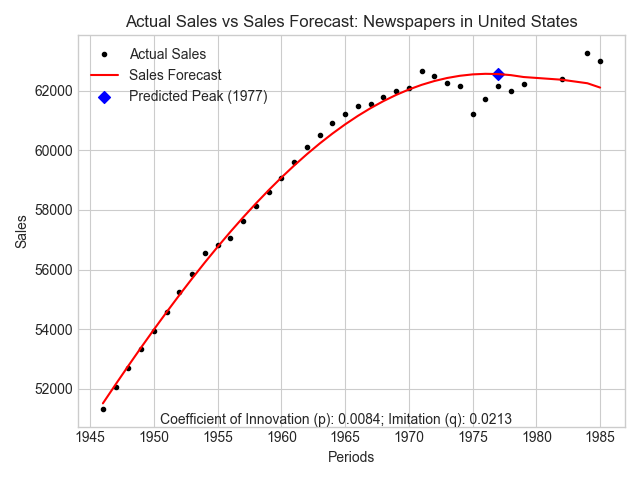 Actual Sales vs Sales Forecast: Newspapers in United States
Actual Sales
Sales Forecast
Predicted Peak (1977)
62000
60000
58000
56000
54000
52000
Sales
Coefficient of Innovation (p): 0.0084; Imitation (q): 0.0213
1945 1950 1955 1960 1965 1970 1975 1980 1985
Periods